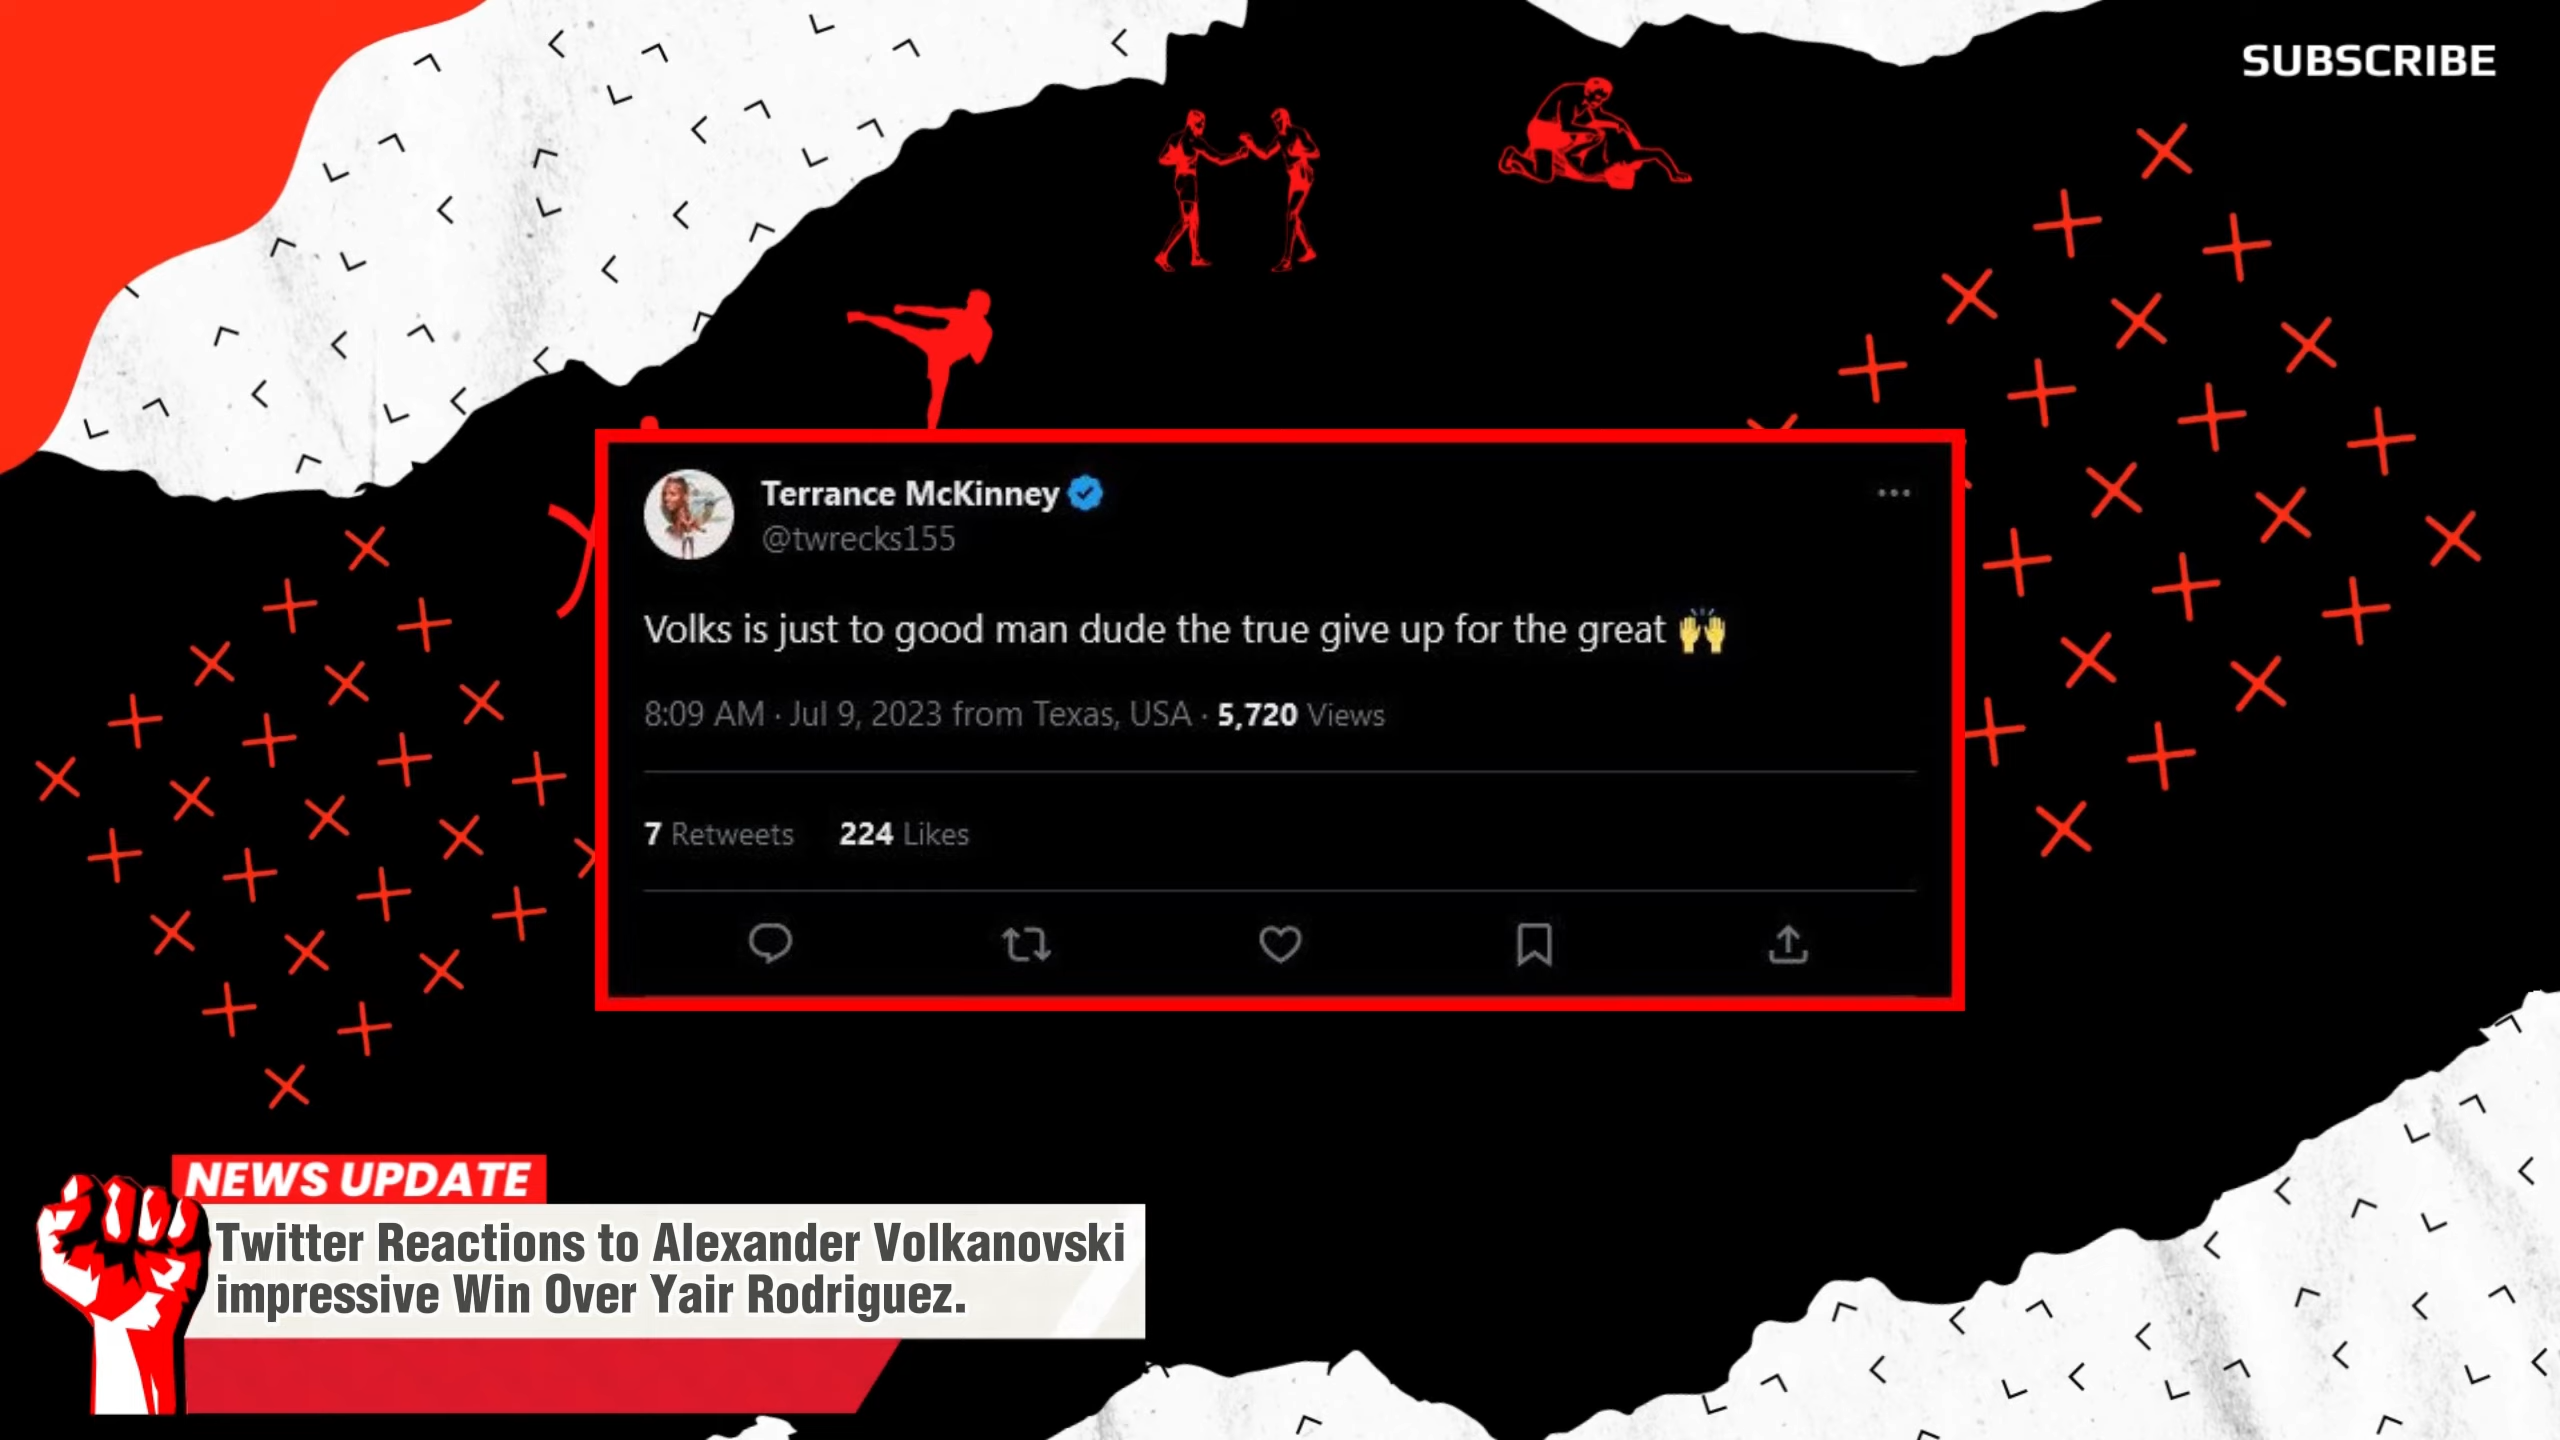 SUBSCRIBE
Terrance McKinney
@twrecks155
Volks is just to good man dude the true give up for the great 🙌
8:09 AM · Jul 9, 2023 from Texas, USA · 5,720 Views
7 Retweets 224 Likes
NEWS UPDATE
Twitter Reactions to Alexander Volkanovski
impressive Win Over Yair Rodriguez.